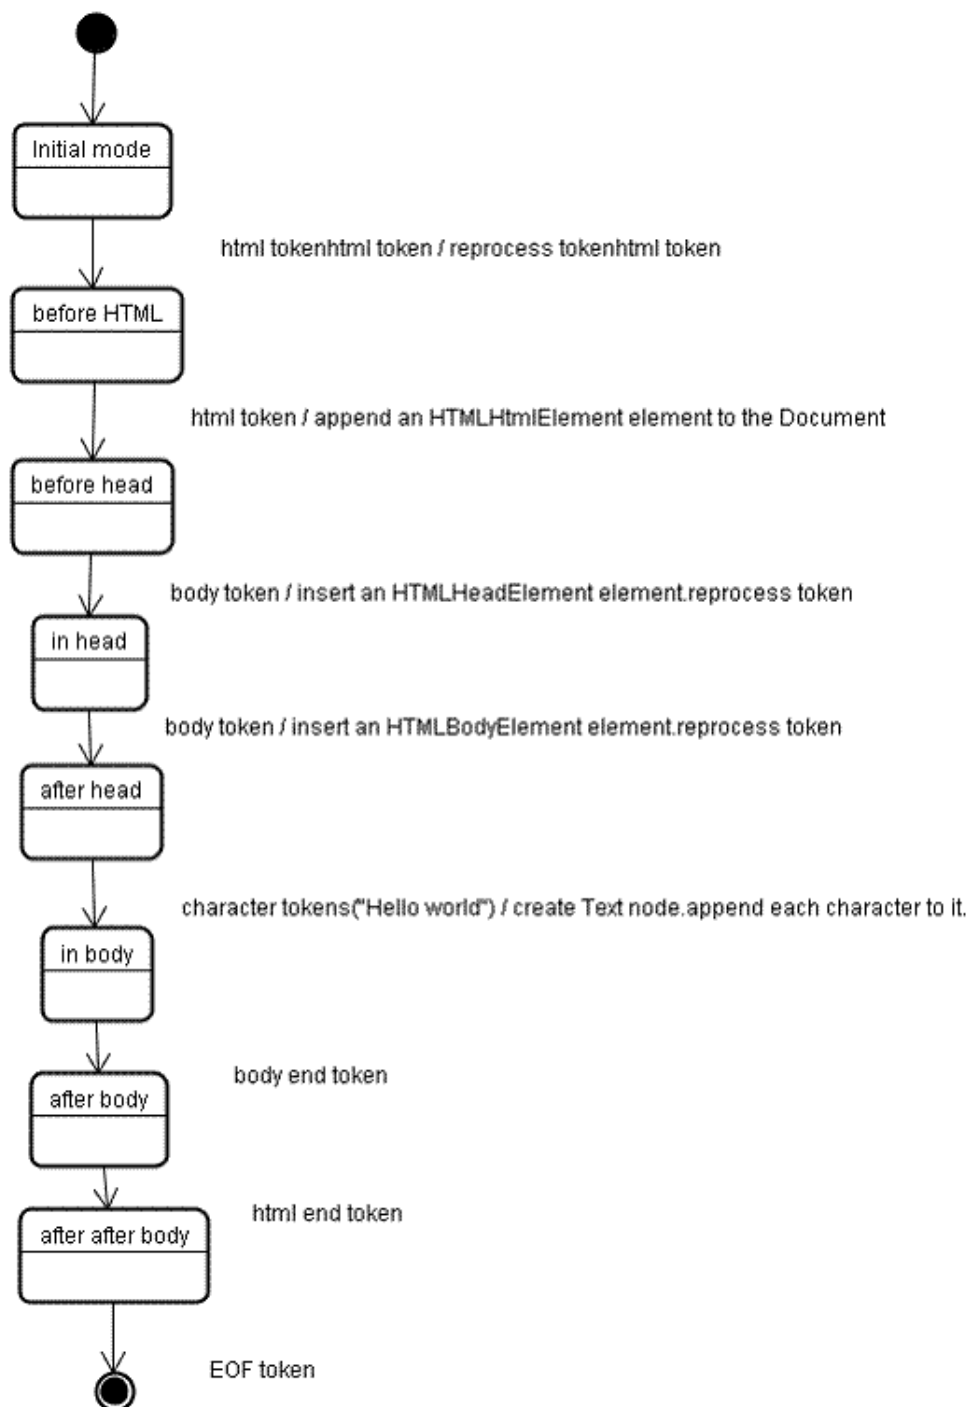 Initial mode
html tokenhtml token / reprocess tokenhtml token
before HTML
html token / append an HTMLHtmlElement element to the Document
before head
body token / insert an HTMLHeadElement element.reprocess token
in head
body token / insert an HTMLBodyElement element.reprocess token
after head
character tokens("Hello world") / create Text node.append each character to it.
in body
body end token
after body
html end token
after after body
EOF token